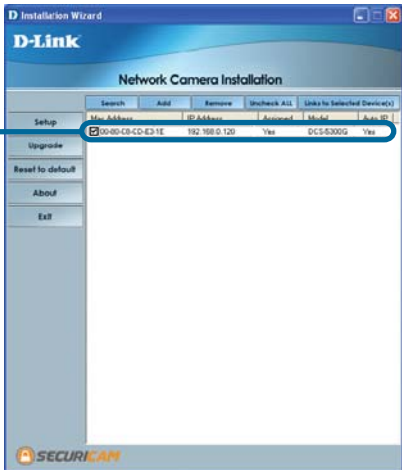 D Installation Wizard
D-Link
Network Camera Installation
Search Add Remove Uncheck ALL Links to Selected Device(s)
Mac Address IP Address Assigned Model Auto IP
00-80-C8-CD-E3-1E 192.168.0.120 Yes DCS-5300G Yes
Setup
Upgrade
Reset to default
About
Exit
SECURICAM